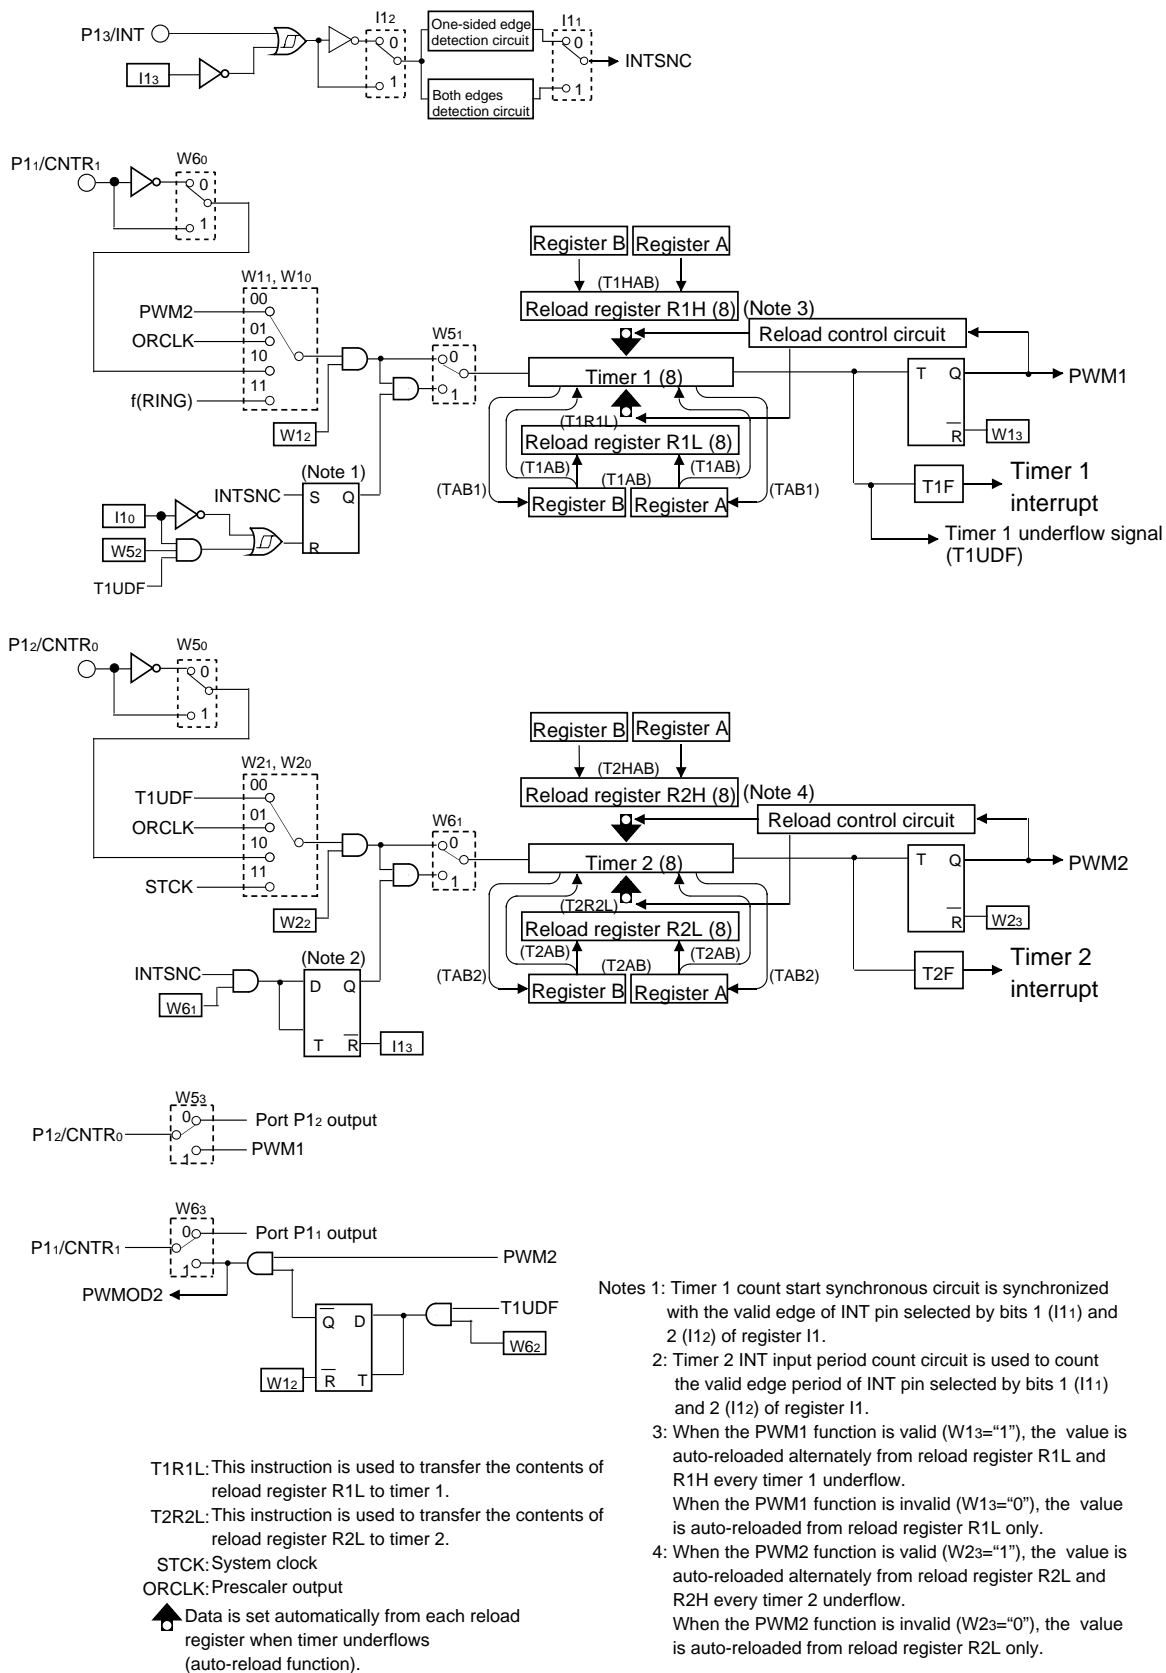 P13/INT
I13
I12
0
1
One-sided edge
detection circuit
Both edges
detection circuit
I11
0
1
INTSNC
P11/CNTR1
W60
0
1
W11, W10
00
01
10
11
PWM2
ORCLK
f(RING)
W12
W51
0
1
(Note 1)
INTSNC
S Q
R
I10
W52
T1UDF
Register B
Register A
(T1HAB)
Reload register R1H (8)
(Note 3)
Reload control circuit
Timer 1 (8)
(T1R1L)
Reload register R1L (8)
(T1AB)
(T1AB)
(T1AB)
(TAB1)
Register B
Register A
(TAB1)
T Q
R
PWM1
W13
T1F
Timer 1
interrupt
Timer 1 underflow signal
(T1UDF)
P12/CNTR0
W50
0
1
W21, W20
00
01
10
11
T1UDF
ORCLK
STCK
W22
W61
0
1
(Note 2)
INTSNC
W61
D Q
T R
I13
Register B
Register A
(T2HAB)
Reload register R2H (8)
(Note 4)
Reload control circuit
Timer 2 (8)
(T2R2L)
Reload register R2L (8)
(T2AB)
(T2AB)
(T2AB)
(TAB2)
Register B
Register A
(TAB2)
T Q
R
PWM2
W23
T2F
Timer 2
interrupt
W53
P12/CNTR0
0
1
Port P12 output
PWM1
W63
P11/CNTR1
0
1
Port P11 output
PWM2
PWMOD2
Q D
R T
W12
T1UDF
W62
T1R1L: This instruction is used to transfer the contents of
reload register R1L to timer 1.
T2R2L: This instruction is used to transfer the contents of
reload register R2L to timer 2.
STCK: System clock
ORCLK: Prescaler output
Data is set automatically from each reload
register when timer underflows
(auto-reload function).
Notes 1: Timer 1 count start synchronous circuit is synchronized
with the valid edge of INT pin selected by bits 1 (I11) and
2 (I12) of register I1.
2: Timer 2 INT input period count circuit is used to count
the valid edge period of INT pin selected by bits 1 (I11)
and 2 (I12) of register I1.
3: When the PWM1 function is valid (W13=“1”), the value is
auto-reloaded alternately from reload register R1L and
R1H every timer 1 underflow.
When the PWM1 function is invalid (W13=“0”), the value
is auto-reloaded from reload register R1L only.
4: When the PWM2 function is valid (W23=“1”), the value is
auto-reloaded alternately from reload register R2L and
R2H every timer 2 underflow.
When the PWM2 function is invalid (W23=“0”), the value
is auto-reloaded from reload register R2L only.